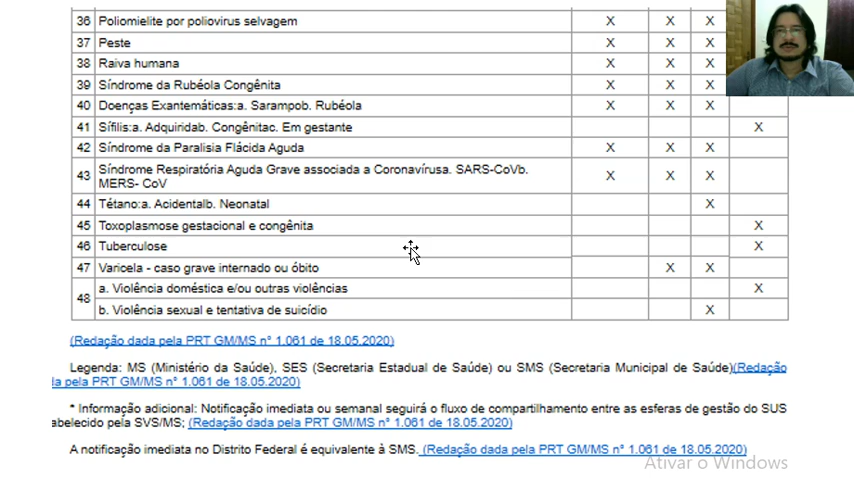 36 Poliomielite por poliovirus selvagem X X X
37 Peste X X X
38 Raiva humana X X X
39 Síndrome da Rubéola Congênita X X X
40 Doenças Exantemáticas:a. Sarampob. Rubéola X X X
41 Sífilis:a. Adquiridab. Congênitac. Em gestante X
42 Síndrome da Paralisia Flácida Aguda X X X
43 Síndrome Respiratória Aguda Grave associada a Coronavírusa. SARS-CoVb.
MERS- CoV X X X
44 Tétano:a. Acidentalb. Neonatal X
45 Toxoplasmose gestacional e congênita X
46 Tuberculose X
47 Varicela - caso grave internado ou óbito X X
48 a. Violência doméstica e/ou outras violências X
b. Violência sexual e tentativa de suicídio X
(Redação dada pela PRT GM/MS n° 1.061 de 18.05.2020)
Legenda: MS (Ministério da Saúde), SES (Secretaria Estadual de Saúde) ou SMS (Secretaria Municipal de Saúde)(Redação
la pela PRT GM/MS n° 1.061 de 18.05.2020)
* Informação adicional: Notificação imediata ou semanal seguirá o fluxo de compartilhamento entre as esferas de gestão do SUS
abelecido pela SVS/MS; (Redação dada pela PRT GM/MS n° 1.061 de 18.05.2020)
A notificação imediata no Distrito Federal é equivalente à SMS. (Redação dada pela PRT GM/MS n° 1.061 de 18.05.2020)
Ativar o Windows